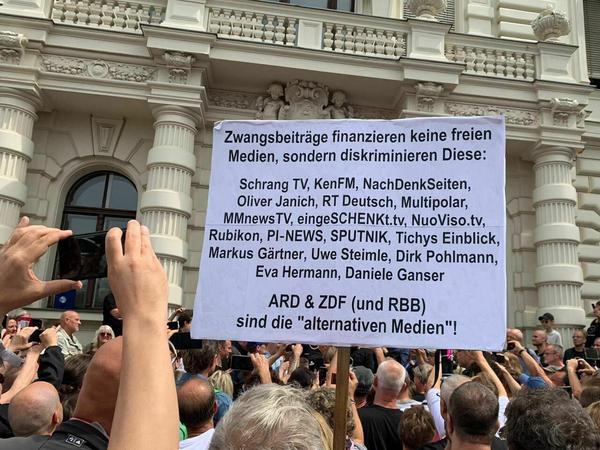 Zwangsbeiträge finanzieren keine freien
Medien, sondern diskriminieren Diese:
Schrang TV, KenFM, NachDenkSeiten,
Oliver Janich, RT Deutsch, Multipolar,
MMnewsTV, eingeSCHENKt.tv, NuoViso.tv,
Rubikon, PI-NEWS, SPUTNIK, Tichys Einblick,
Markus Gärtner, Uwe Steimle, Dirk Pohlmann,
Eva Hermann, Daniele Ganser
ARD & ZDF (und RBB)
sind die "alternativen Medien"!